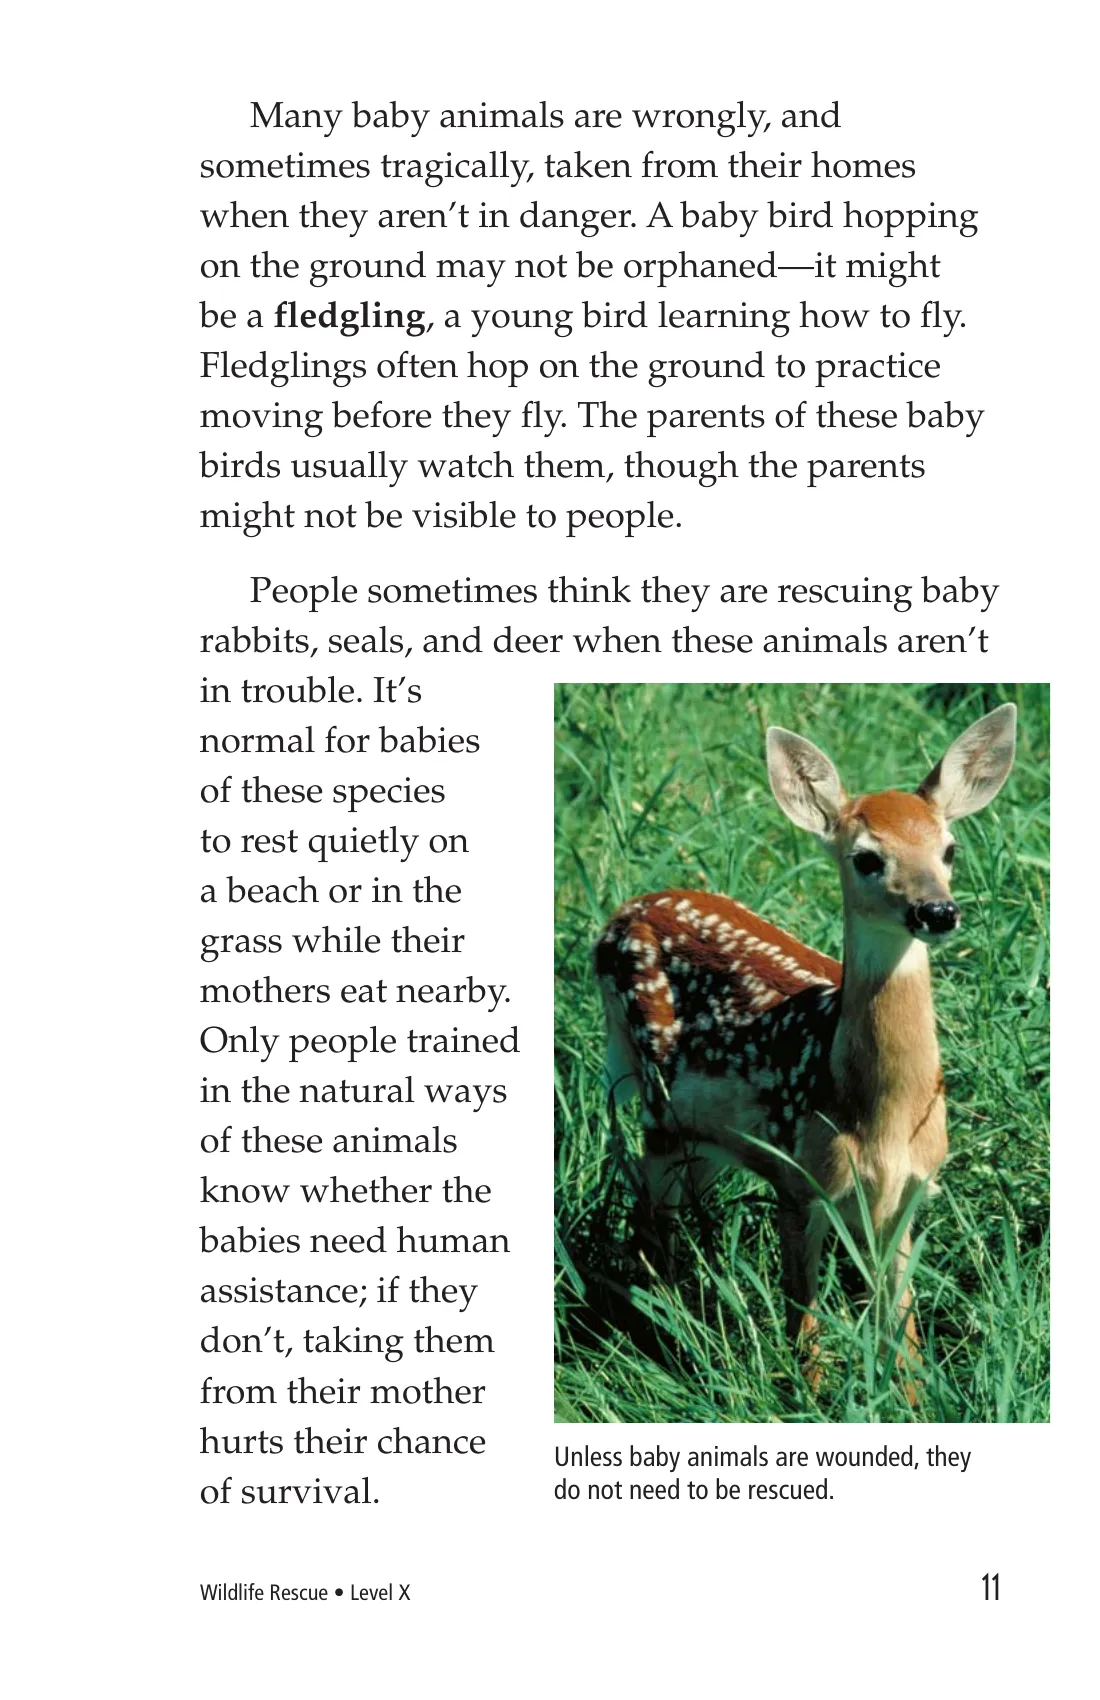 Many baby animals are wrongly, and
sometimes tragically, taken from their homes
when they aren’t in danger. A baby bird hopping
on the ground may not be orphaned—it might
be a fledgling, a young bird learning how to fly.
Fledglings often hop on the ground to practice
moving before they fly. The parents of these baby
birds usually watch them, though the parents
might not be visible to people.
People sometimes think they are rescuing baby
rabbits, seals, and deer when these animals aren’t
in trouble. It’s
normal for babies
of these species
to rest quietly on
a beach or in the
grass while their
mothers eat nearby.
Only people trained
in the natural ways
of these animals
know whether the
babies need human
assistance; if they
don’t, taking them
from their mother
hurts their chance
of survival.
Unless baby animals are wounded, they
do not need to be rescued.
Wildlife Rescue • Level X
11